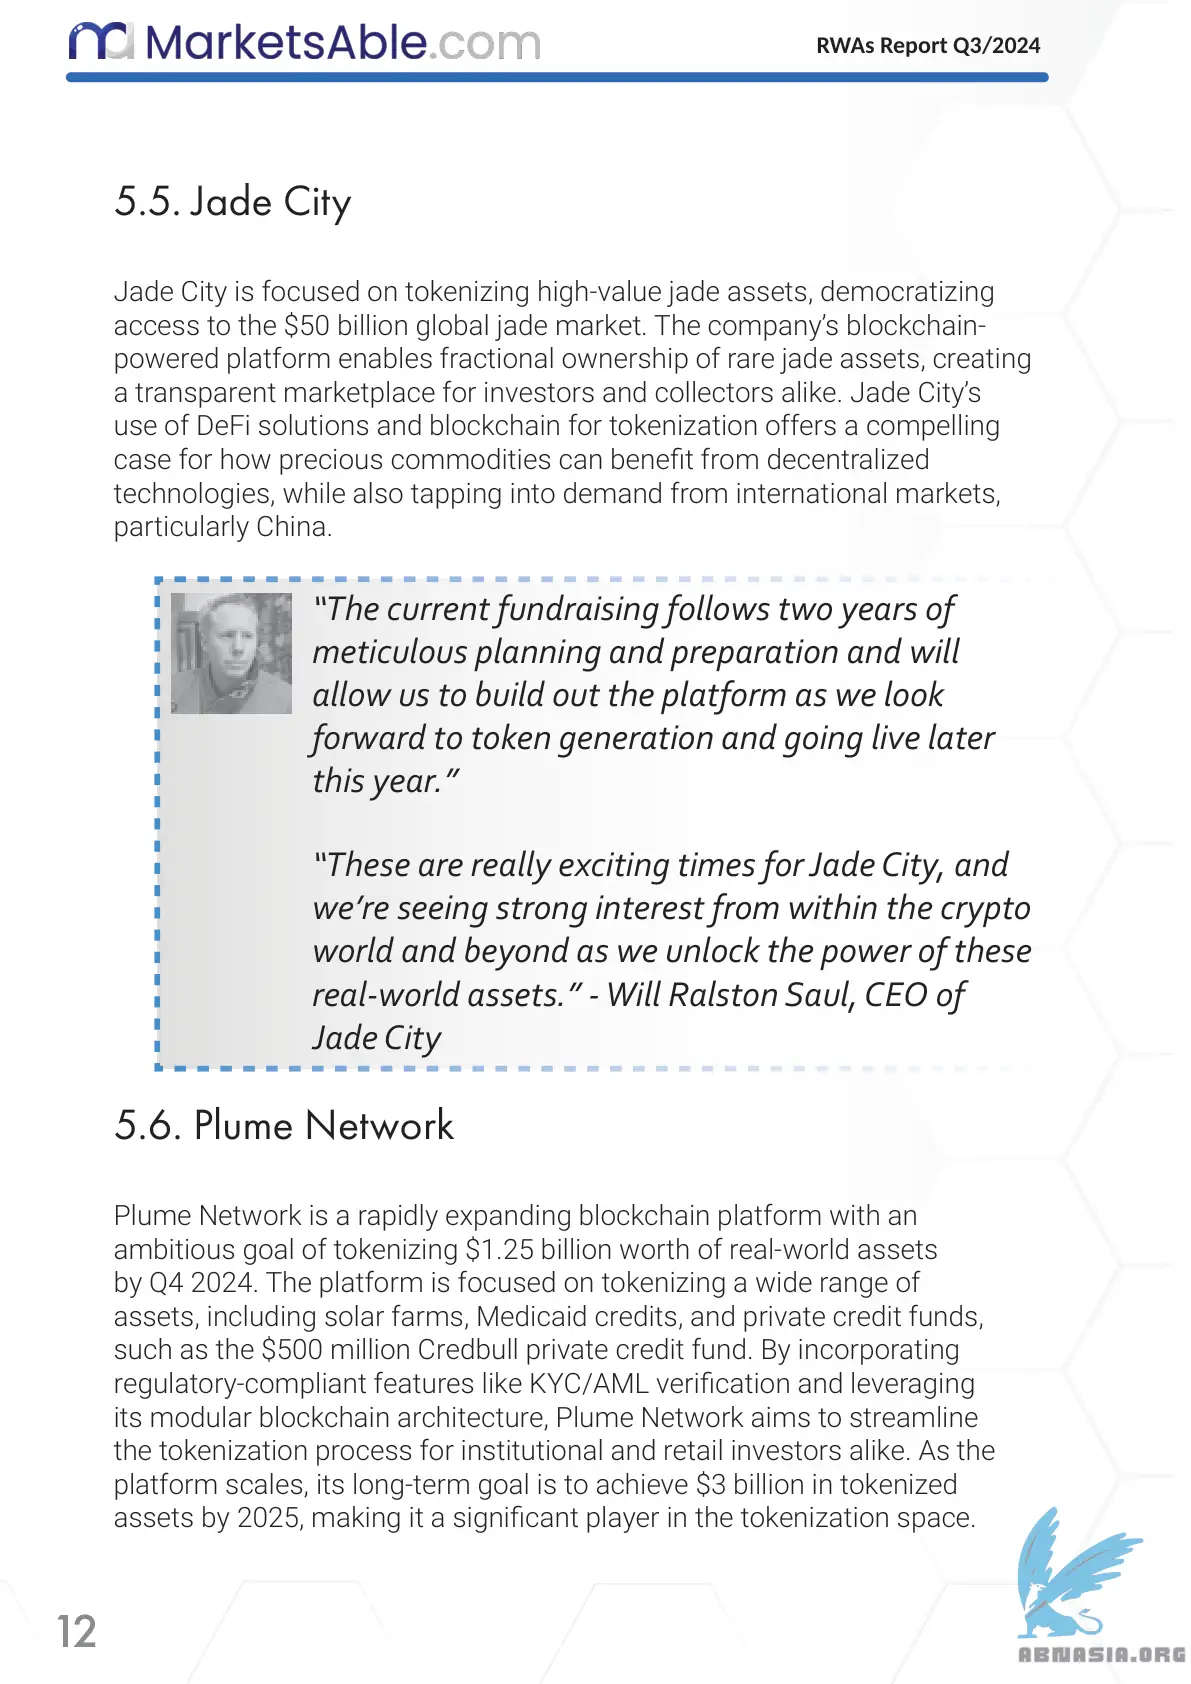 MarketsAble.com
RWAs Report Q3/2024
5.5. Jade City
Jade City is focused on tokenizing high-value jade assets, democratizing
access to the $50 billion global jade market. The company’s blockchain-
powered platform enables fractional ownership of rare jade assets, creating
a transparent marketplace for investors and collectors alike. Jade City’s
use of DeFi solutions and blockchain for tokenization offers a compelling
case for how precious commodities can benefit from decentralized
technologies, while also tapping into demand from international markets,
particularly China.
“The current fundraising follows two years of
meticulous planning and preparation and will
allow us to build out the platform as we look
forward to token generation and going live later
this year.”
“These are really exciting times for Jade City, and
we’re seeing strong interest from within the crypto
world and beyond as we unlock the power of these
real-world assets.” - Will Ralston Saul, CEO of
Jade City
5.6. Plume Network
Plume Network is a rapidly expanding blockchain platform with an
ambitious goal of tokenizing $1.25 billion worth of real-world assets
by Q4 2024. The platform is focused on tokenizing a wide range of
assets, including solar farms, Medicaid credits, and private credit funds,
such as the $500 million Credbull private credit fund. By incorporating
regulatory-compliant features like KYC/AML verification and leveraging
its modular blockchain architecture, Plume Network aims to streamline
the tokenization process for institutional and retail investors alike. As the
platform scales, its long-term goal is to achieve $3 billion in tokenized
assets by 2025, making it a significant player in the tokenization space.
12
ABNASIA.ORG